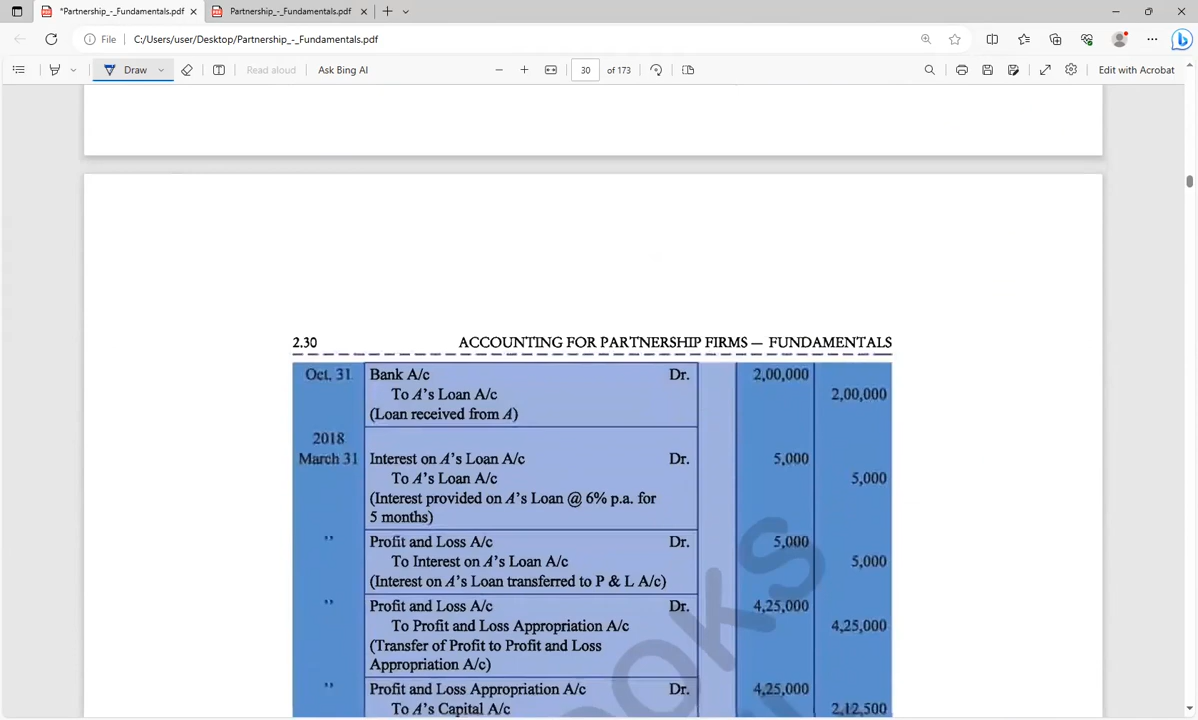 *Partnership_-_Fundamentals.pdf
Partnership_-_Fundamentals.pdf
File C:/Users/user/Desktop/Partnership_-_Fundamentals.pdf
Draw Read aloud Ask Bing AI 30 of 173 Edit with Acrobat
2.30 ACCOUNTING FOR PARTNERSHIP FIRMS — FUNDAMENTALS
Oct. 31 Bank A/c Dr. 2,00,000
To A's Loan A/c 2,00,000
(Loan received from A)
2018
March 31 Interest on A's Loan A/c Dr. 5,000
To A's Loan A/c 5,000
(Interest provided on A's Loan @ 6% p.a. for
5 months)
" Profit and Loss A/c Dr. 5,000
To Interest on A's Loan A/c 5,000
(Interest on A's Loan transferred to P & L A/c)
" Profit and Loss A/c Dr. 4,25,000
To Profit and Loss Appropriation A/c 4,25,000
(Transfer of Profit to Profit and Loss
Appropriation A/c)
" Profit and Loss Appropriation A/c Dr. 4,25,000
To A's Capital A/c 2,12,500